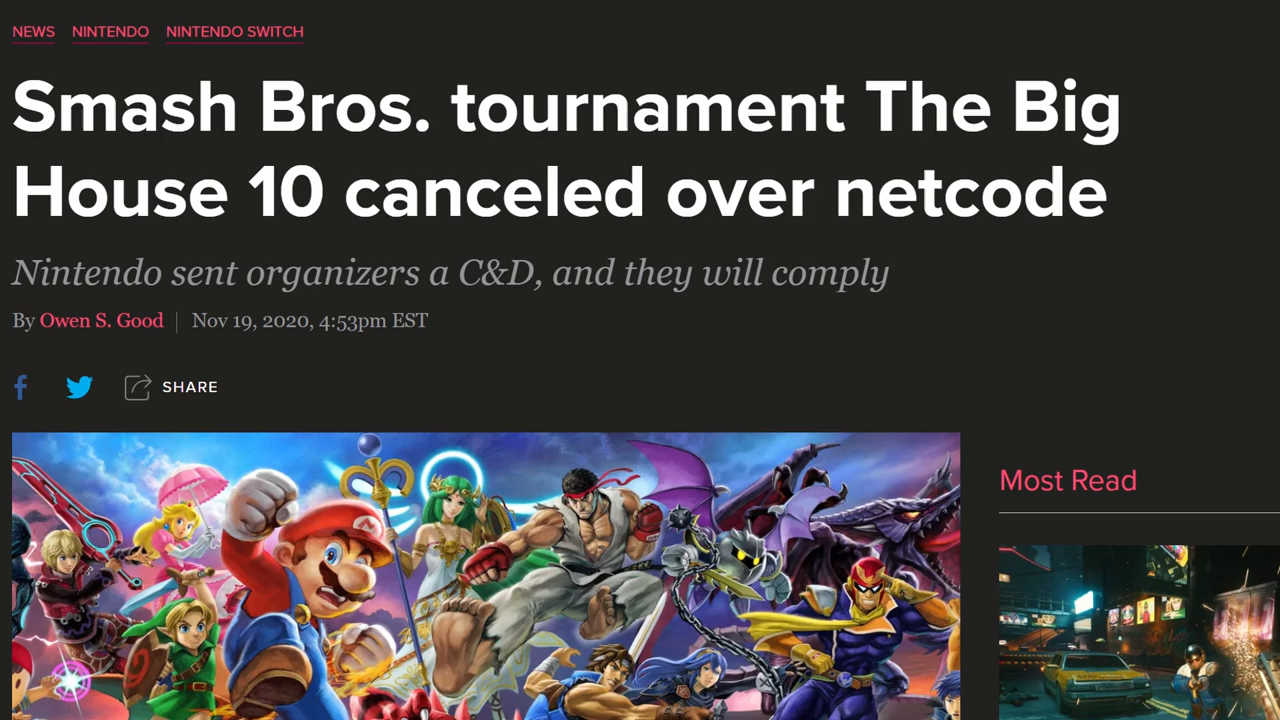 NEWS NINTENDO NINTENDO SWITCH
Smash Bros. tournament The Big
House 10 canceled over netcode
Nintendo sent organizers a C&D, and they will comply
By Owen S. Good | Nov 19, 2020, 4:53pm EST
SHARE
Most Read